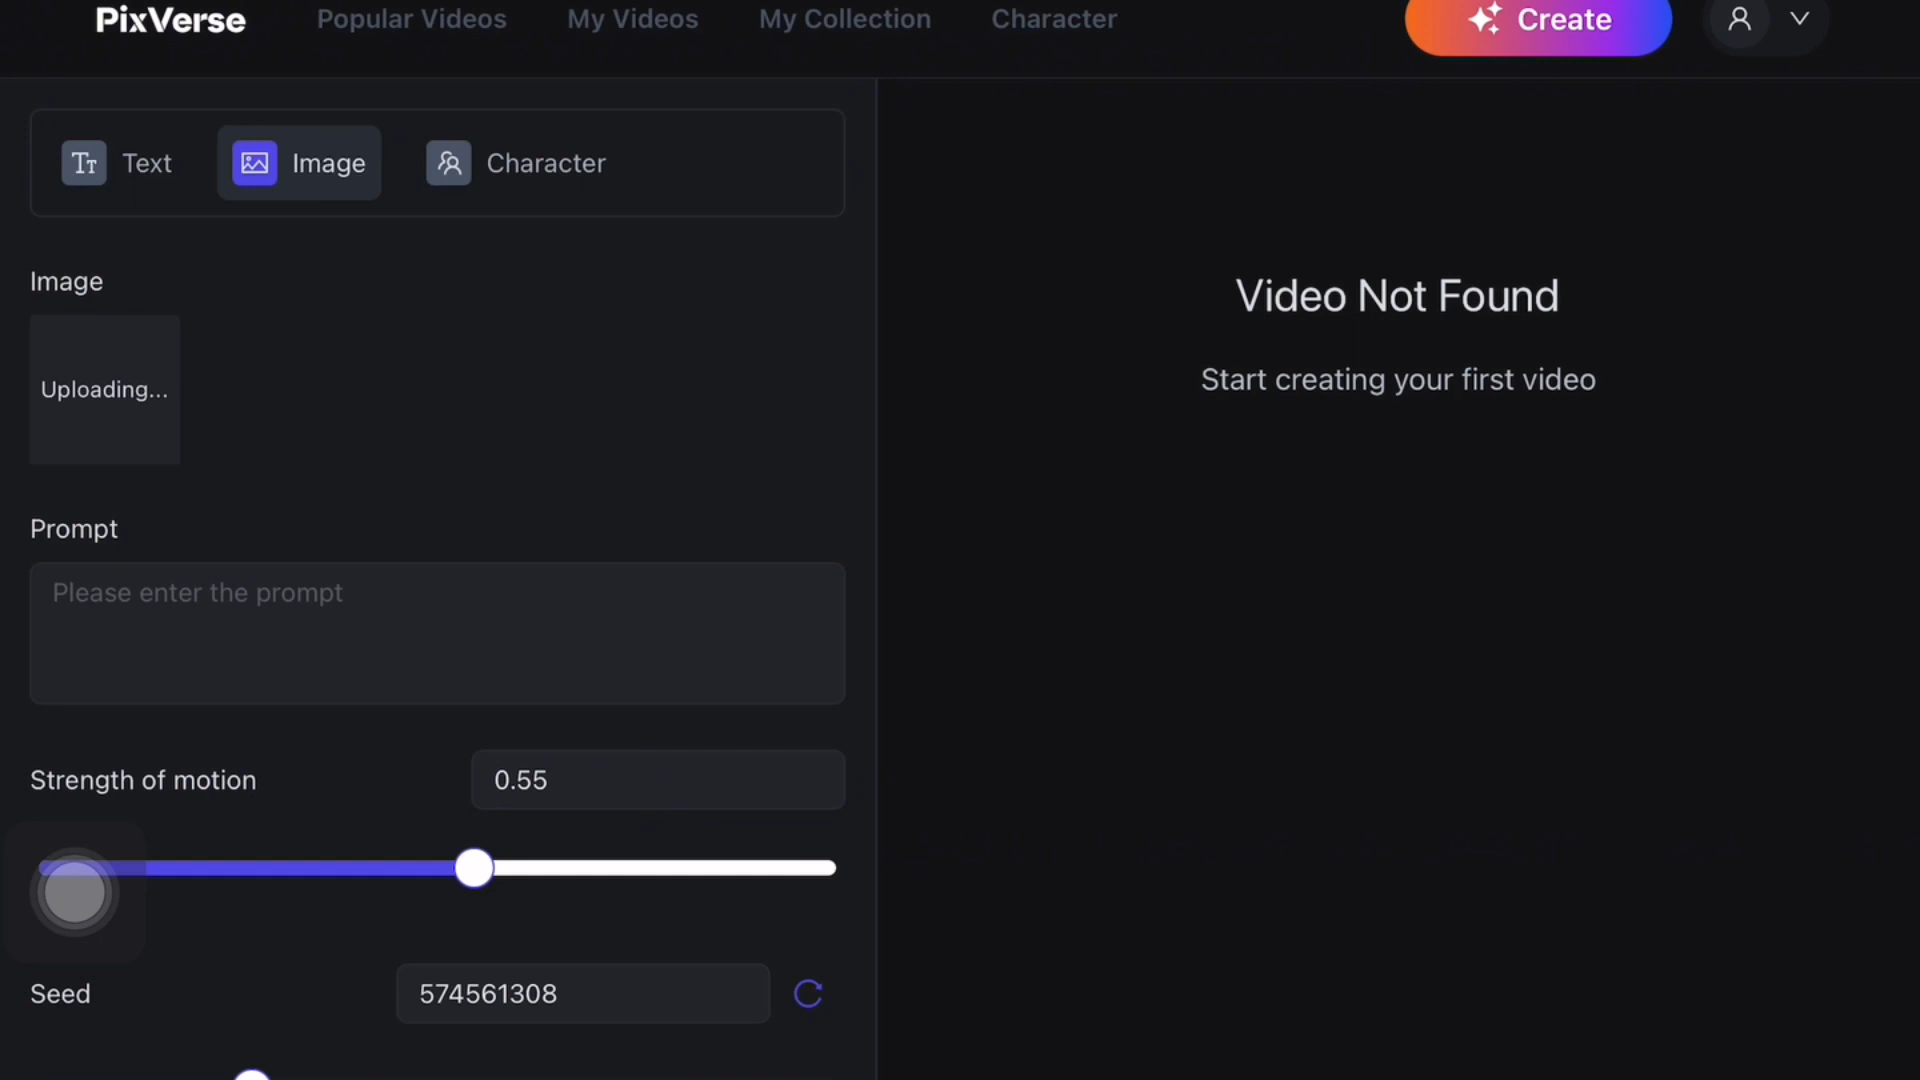 PixVerse Popular Videos My Videos My Collection Character Create
Text Image Character
Image
Uploading...
Prompt
Please enter the prompt
Strength of motion 0.55
Seed 574561308
Video Not Found
Start creating your first video